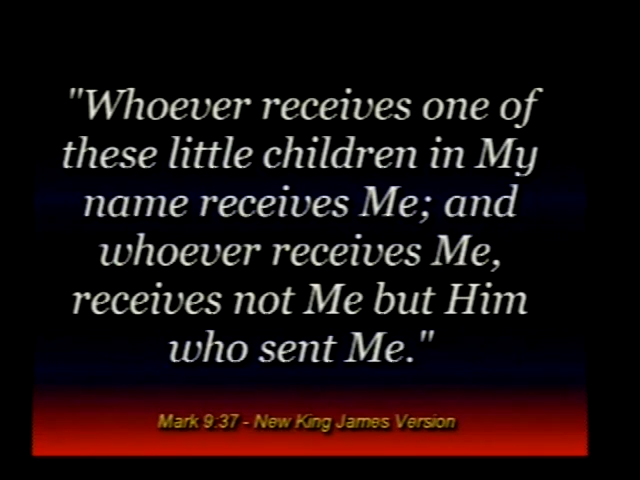 "Whoever receives one of
these little children in My
name receives Me; and
whoever receives Me,
receives not Me but Him
who sent Me."
Mark 9:37 - New King James Version